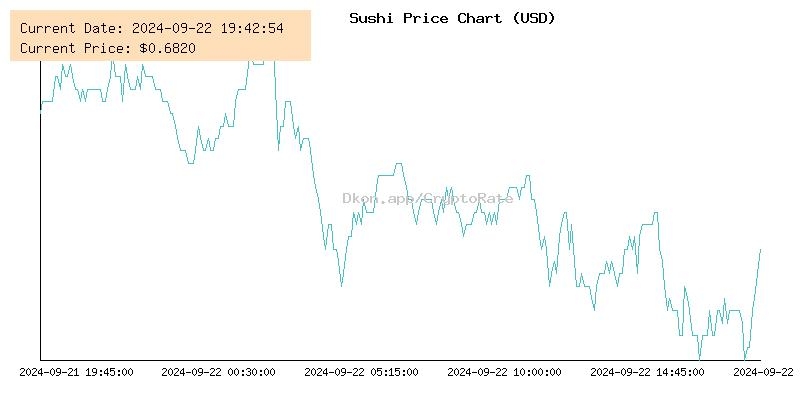 Sushi Price Chart (USD)
Current Date: 2024-09-22 19:42:54
Current Price: $0.6820
Dkon.app/CryptoRate
2024-09-21 19:45:00 2024-09-22 00:30:00 2024-09-22 05:15:00 2024-09-22 10:00:00 2024-09-22 14:45:00 2024-09-22